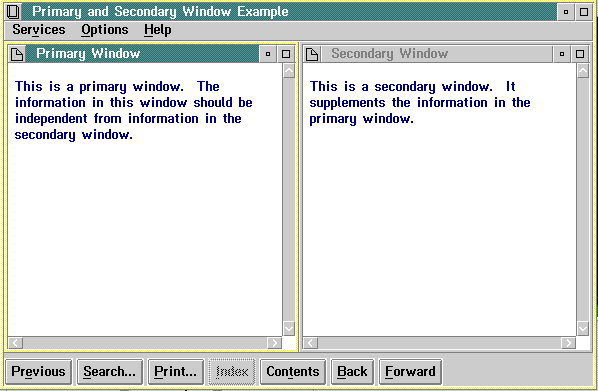 Primary and Secondary Window Example
Services Options Help
Primary Window
This is a primary window. The
information in this window should be
independent from information in the
secondary window.
Secondary Window
This is a secondary window. It
supplements the information in the
primary window.
Previous Search... Print... Index Contents Back Forward